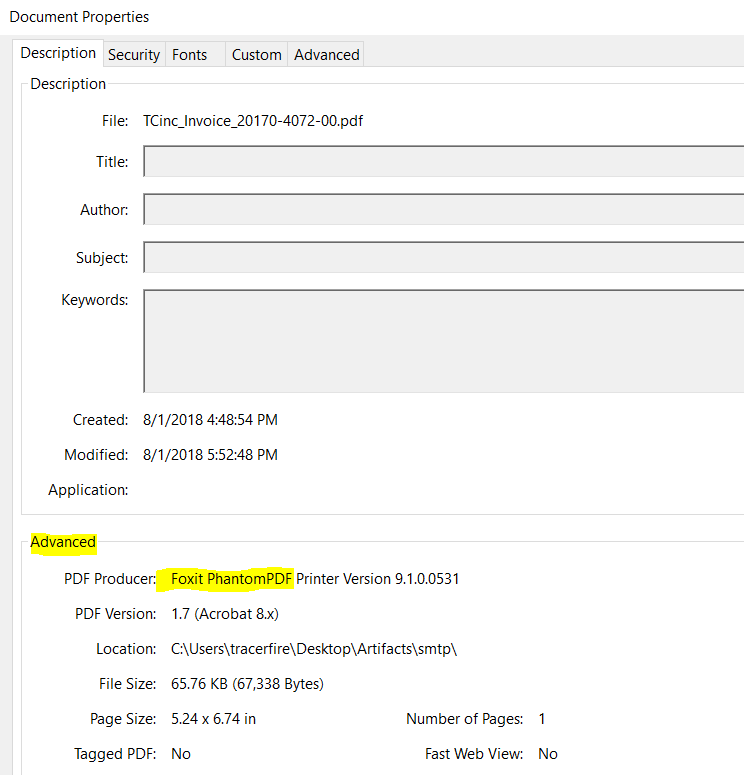 Document Properties
Description Security Fonts Custom Advanced
Description
File: TCinc_Invoice_20170-4072-00.pdf
Title:
Author:
Subject:
Keywords:
Created: 8/1/2018 4:48:54 PM
Modified: 8/1/2018 5:52:48 PM
Application:
Advanced
PDF Producer: Foxit PhantomPDF Printer Version 9.1.0.0531
PDF Version: 1.7 (Acrobat 8.x)
Location: C:\Users\tracerfire\Desktop\Artifacts\smtp\
File Size: 65.76 KB (67,338 Bytes)
Page Size: 5.24 x 6.74 in Number of Pages: 1
Tagged PDF: No Fast Web View: No